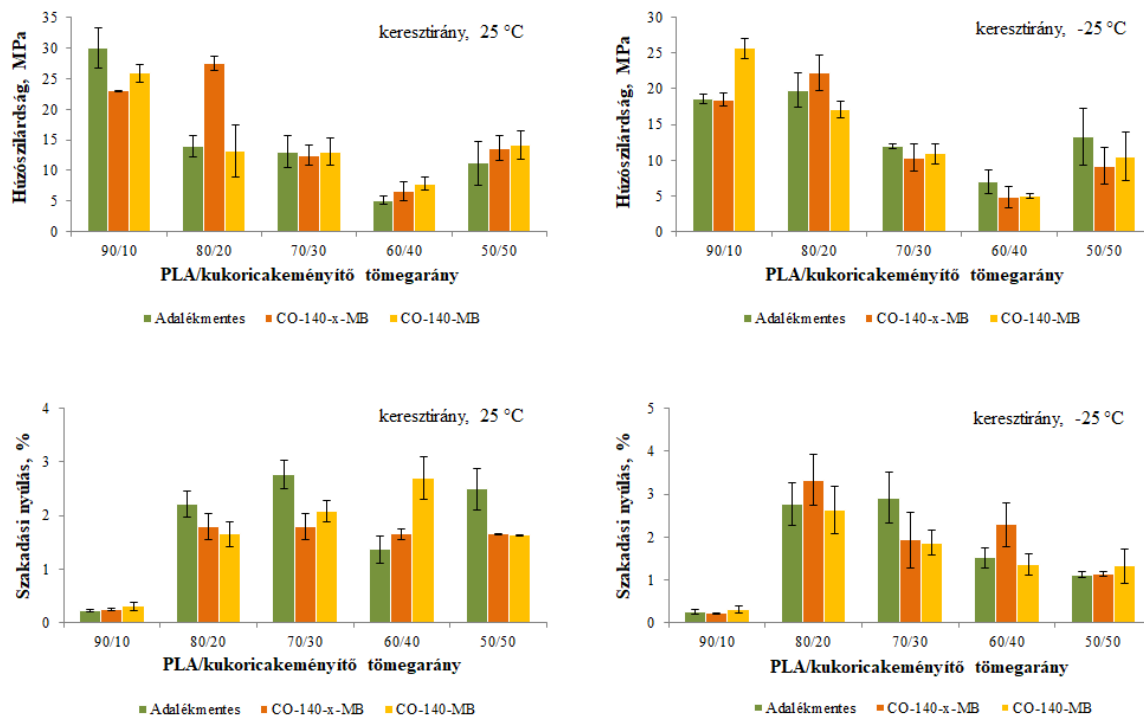 keresztirány, 25 °C
Húzószilárdság, MPa
35
30
25
20
15
10
5
0
90/10 80/20 70/30 60/40 50/50
PLA/kukoricakeményítő tömegarány
Adalékmentes CO-140-x-MB CO-140-MB
keresztirány, -25 °C
Húzószilárdság, MPa
30
25
20
15
10
5
0
90/10 80/20 70/30 60/40 50/50
PLA/kukoricakeményítő tömegarány
Adalékmentes CO-140-x-MB CO-140-MB
keresztirány, 25 °C
Szakadási nyúlás, %
4
3
2
1
0
90/10 80/20 70/30 60/40 50/50
PLA/kukoricakeményítő tömegarány
Adalékmentes CO-140-x-MB CO-140-MB
keresztirány, -25 °C
Szakadási nyúlás, %
5
4
3
2
1
0
90/10 80/20 70/30 60/40 50/50
PLA/kukoricakeményítő tömegarány
Adalékmentes CO-140-x-MB CO-140-MB